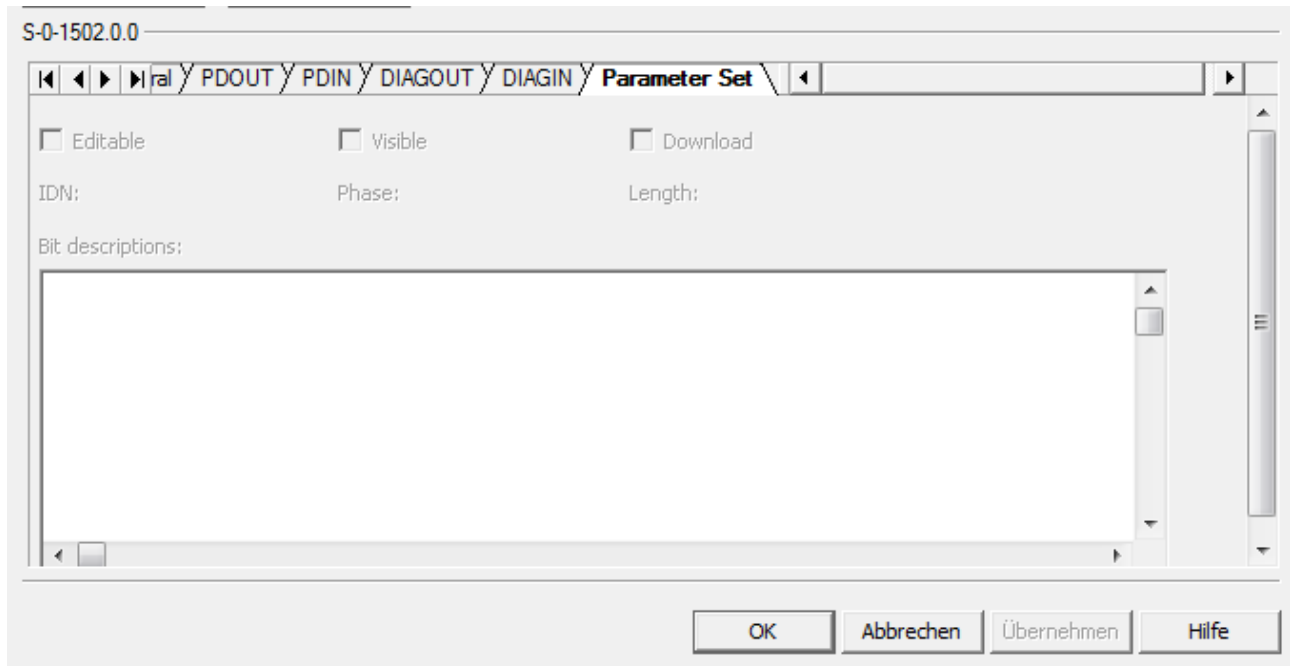 S-0-1502.0.0
ral PDOUT PDIN DIAGOUT DIAGIN Parameter Set
Editable Visible Download
IDN: Phase: Length:
Bit descriptions:
OK Abbrechen Übernehmen Hilfe